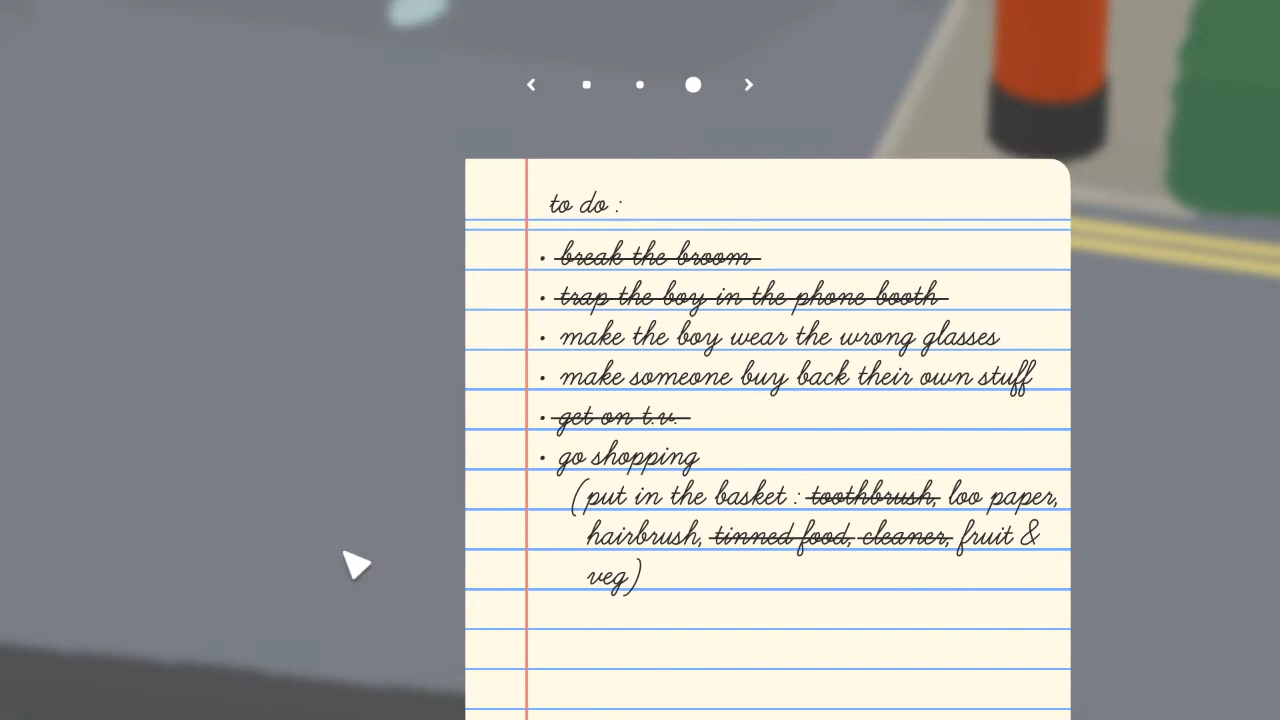 to do :
• break the broom
• trap the boy in the phone booth
• make the boy wear the wrong glasses
• make someone buy back their own stuff
• get on t.v.
• go shopping
(put in the basket : toothbrush, loo paper,
hairbrush, tinned food, cleaner, fruit &
veg)